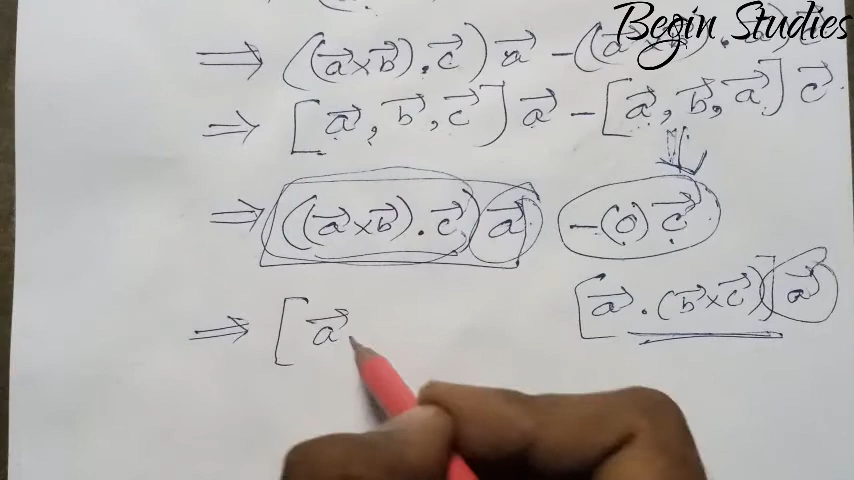 Begin Studies
⇒ ((a⃗×b⃗).c⃗) a⃗ -(
⇒ [a⃗, b⃗, c⃗] a⃗ - [a⃗, b⃗, a⃗] c⃗
⇒ ((a⃗×b⃗).c⃗) a⃗ -(0) c⃗
[a⃗ . (b⃗×c⃗)] a⃗
⇒ [a⃗